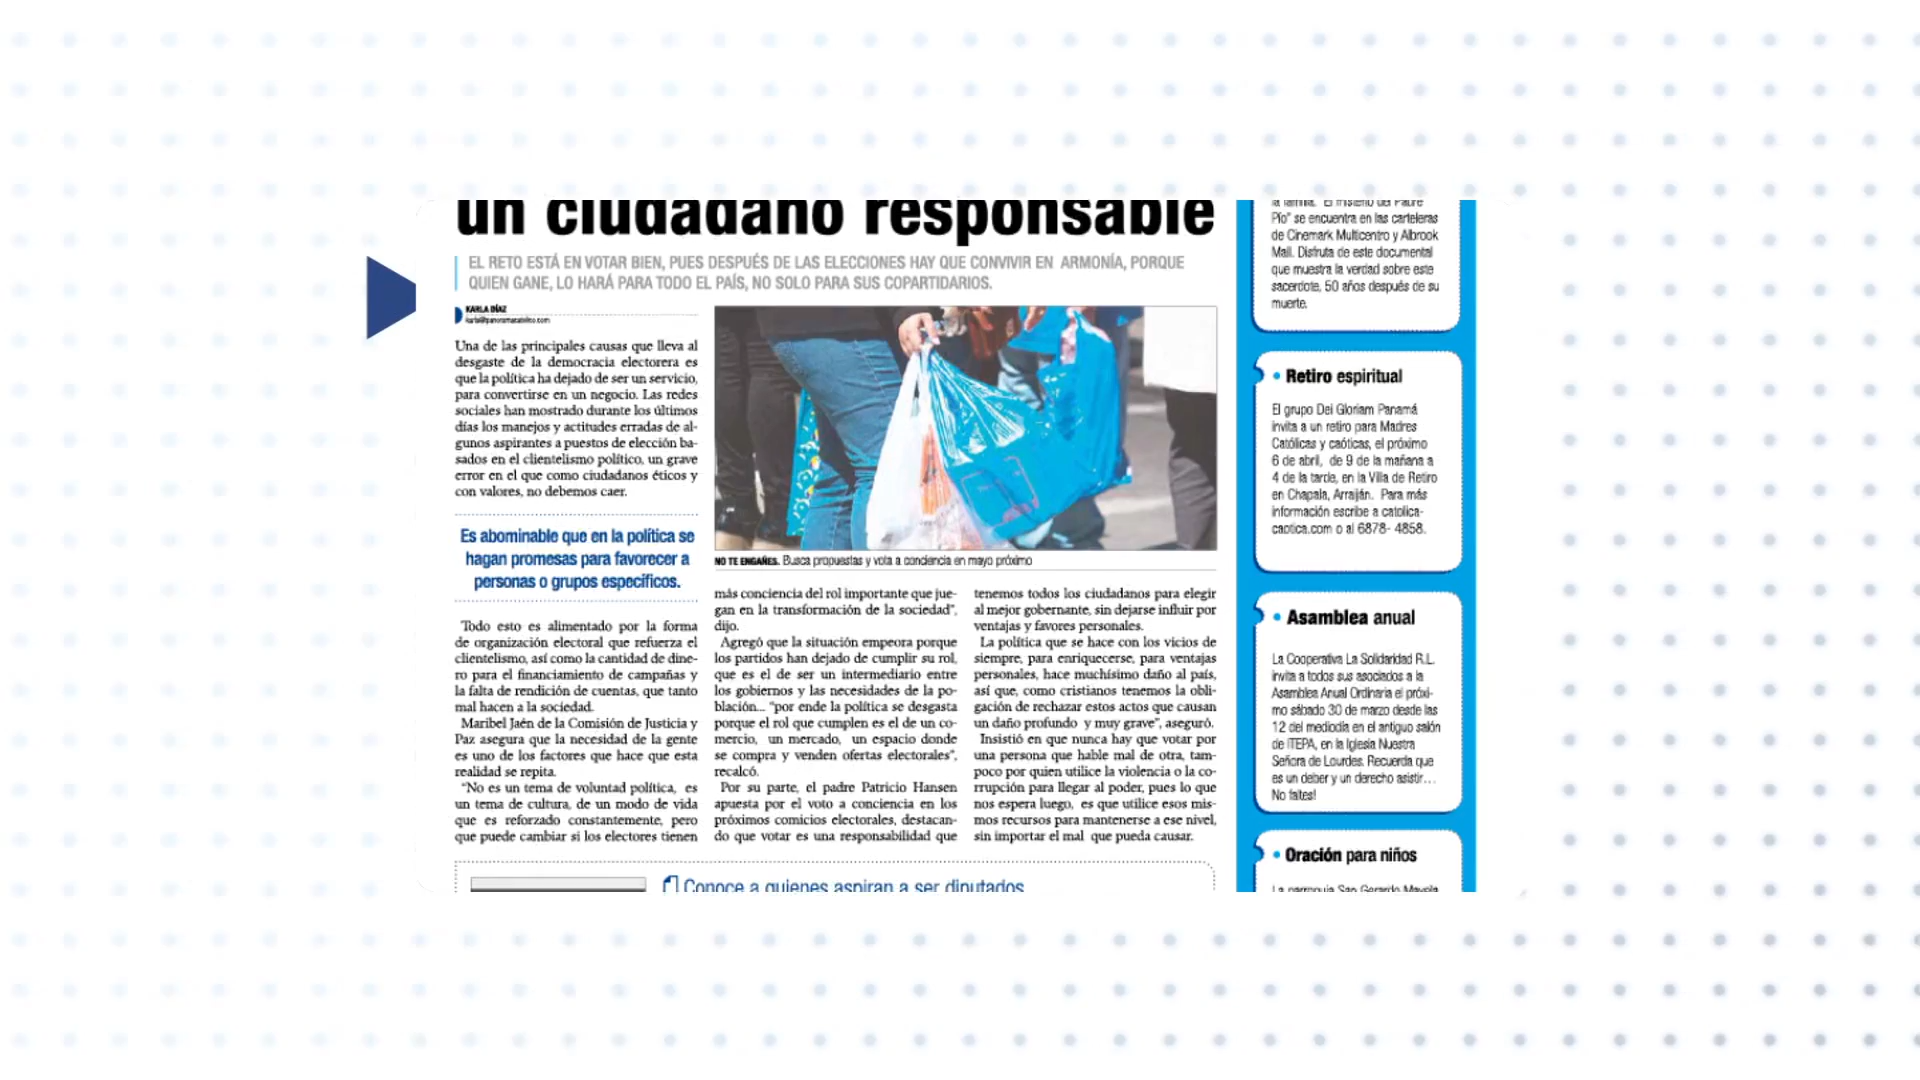 un ciudadano responsable
EL RETO ESTÁ EN VOTAR BIEN, PUES DESPUÉS DE LAS ELECCIONES HAY QUE CONVIVIR EN ARMONÍA, PORQUE
QUIEN GANE, LO HARÁ PARA TODO EL PAÍS, NO SOLO PARA SUS COPARTIDARIOS.
KARLA DÍAZ
karla@panoramacatolico.com
Una de las principales causas que lleva al
desgaste de la democracia electorera es
que la política ha dejado de ser un servicio,
para convertirse en un negocio. Las redes
sociales han mostrado durante los últimos
días los manejos y actitudes erradas de al-
gunos aspirantes a puestos de elección ba-
sados en el clientelismo político, un grave
error en el que como ciudadanos éticos y
con valores, no debemos caer.
Es abominable que en la política se
hagan promesas para favorecer a
personas o grupos específicos.
Todo esto es alimentado por la forma
de organización electoral que refuerza el
clientelismo, así como la cantidad de dine-
ro para el financiamiento de campañas y
la falta de rendición de cuentas, que tanto
mal hacen a la sociedad.
Maribel Jaén de la Comisión de Justicia y
Paz asegura que la necesidad de la gente
es uno de los factores que hace que esta
realidad se repita.
“No es un tema de voluntad política, es
un tema de cultura, de un modo de vida
que es reforzado constantemente, pero
que puede cambiar si los electores tienen
NO TE ENGAÑES. Busca propuestas y vota a conciencia en mayo próximo
más conciencia del rol importante que jue-
gan en la transformación de la sociedad”,
dijo.
Agregó que la situación empeora porque
los partidos han dejado de cumplir su rol,
que es el de ser un intermediario entre
los gobiernos y las necesidades de la po-
blación... “por ende la política se desgasta
porque el rol que cumplen es el de un co-
mercio, un mercado, un espacio donde
se compra y venden ofertas electorales”,
recalcó.
Por su parte, el padre Patricio Hansen
apuesta por el voto a conciencia en los
próximos comicios electorales, destacan-
do que votar es una responsabilidad que
tenemos todos los ciudadanos para elegir
al mejor gobernante, sin dejarse influir por
ventajas y favores personales.
La política que se hace con los vicios de
siempre, para enriquecerse, para ventajas
personales, hace muchísimo daño al país,
así que, como cristianos tenemos la obli-
gación de rechazar estos actos que causan
un daño profundo y muy grave”, aseguró.
Insistió en que nunca hay que votar por
una persona que hable mal de otra, tam-
poco por quien utilice la violencia o la co-
rrupción para llegar al poder, pues lo que
nos espera luego, es que utilice esos mis-
mos recursos para mantenerse a ese nivel,
sin importar el mal que pueda causar.
Conoce a quienes aspiran a ser diputados
la familia. “El misterio del Padre
Pío” se encuentra en las carteleras
de Cinemark Multicentro y Albrook
Mall. Disfruta de este documental
que muestra la verdad sobre este
sacerdote, 50 años después de su
muerte.
• Retiro espiritual
El grupo Dei Gloriam Panamá
invita a un retiro para Madres
Católicas y caóticas, el próximo
6 de abril, de 9 de la mañana a
4 de la tarde, en la Villa de Retiro
en Chapala, Arraiján. Para más
información escribe a catolica-
caotica.com o al 6878- 4858.
• Asamblea anual
La Cooperativa La Solidaridad R.L.
invita a todos sus asociados a la
Asamblea Anual Ordinaria el próxi-
mo sábado 30 de marzo desde las
12 del mediodía en el antiguo salón
de ITEPA, en la Iglesia Nuestra
Señora de Lourdes. Recuerda que
es un deber y un derecho asistir…
No faltes!
• Oración para niños
La parroquia San Gerardo Mayela